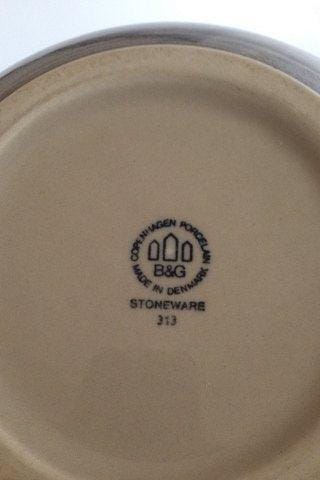 COPENHAGEN PORCELAIN
B&G
MADE IN DENMARK
STONEWARE
313